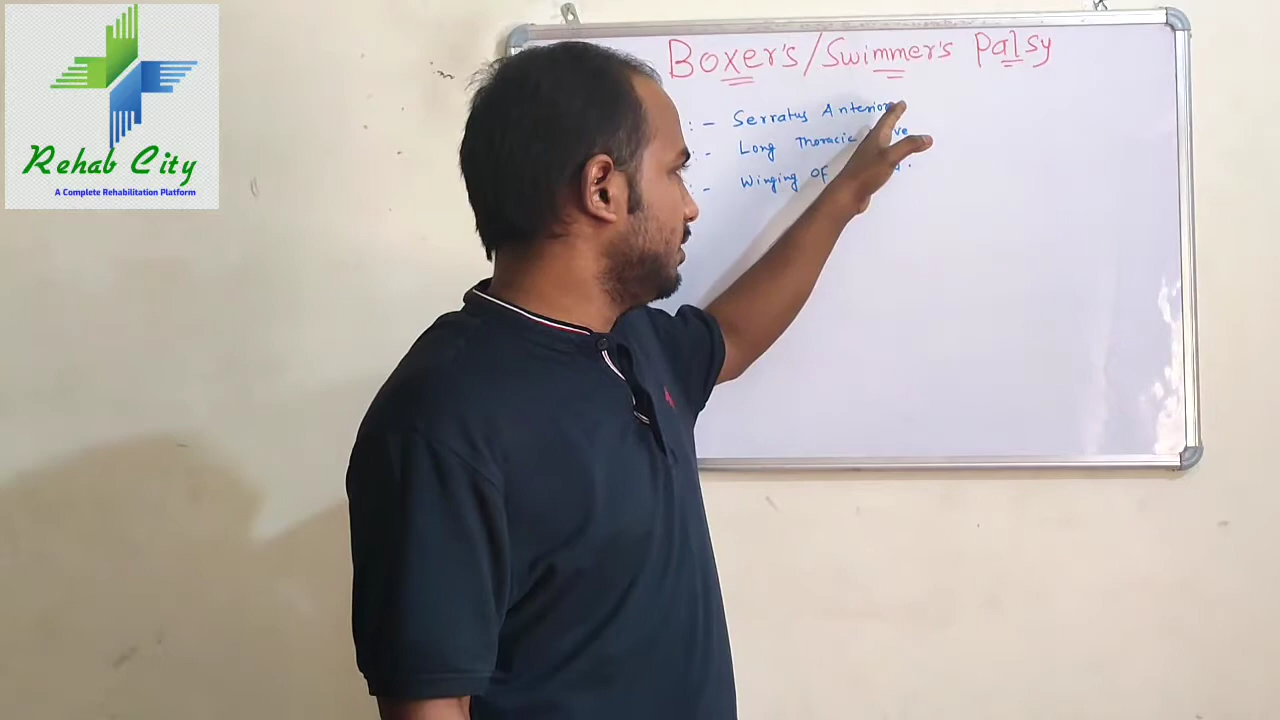 Rehab City
A Complete Rehabilitation Platform
Boxer's/Swimmer's Palsy
:- Serratus Anterior
:- Long Thoracic
:- Winging of